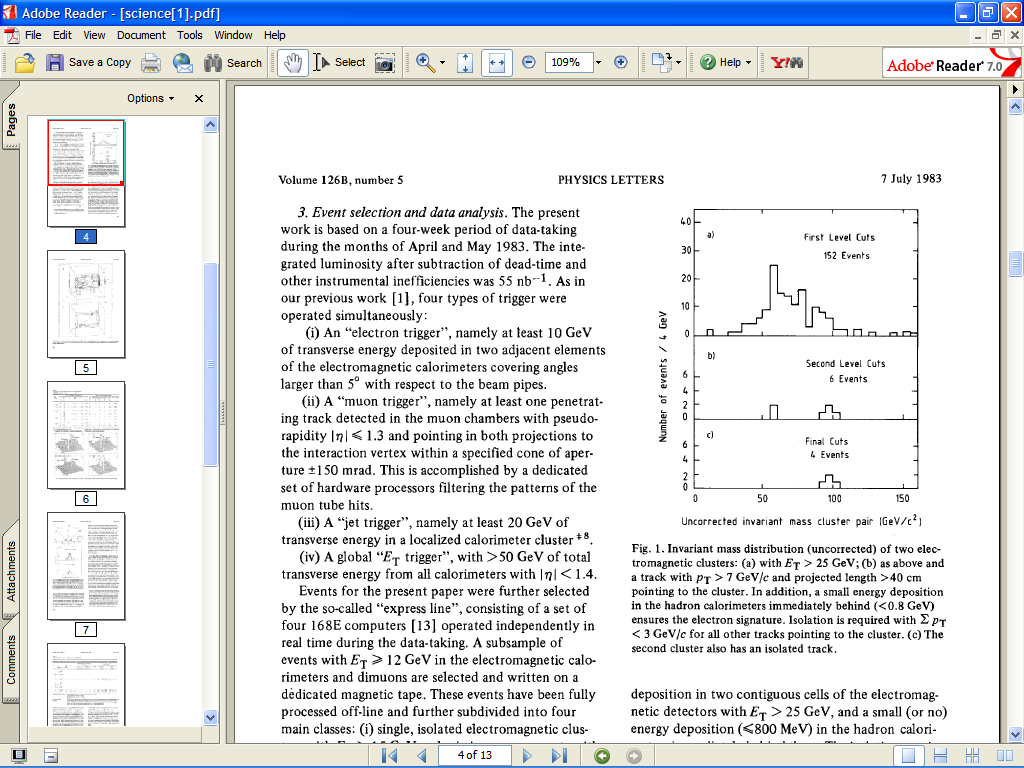 Adobe Reader - [science[1].pdf]
File Edit View Document Tools Window Help
Save a Copy Search Select 109% Help Y! Adobe® Reader® 7.0
Options
Pages
4
5
6
7
Attachments
Comments
Volume 126B, number 5 PHYSICS LETTERS 7 July 1983
3. Event selection and data analysis. The present
work is based on a four-week period of data-taking
during the months of April and May 1983. The inte-
grated luminosity after subtraction of dead-time and
other instrumental inefficiencies was 55 nb⁻¹. As in
our previous work [1], four types of trigger were
operated simultaneously:
(i) An “electron trigger”, namely at least 10 GeV
of transverse energy deposited in two adjacent elements
of the electromagnetic calorimeters covering angles
larger than 5° with respect to the beam pipes.
(ii) A “muon trigger”, namely at least one penetrat-
ing track detected in the muon chambers with pseudo-
rapidity |η| ⩽ 1.3 and pointing in both projections to
the interaction vertex within a specified cone of aper-
ture ±150 mrad. This is accomplished by a dedicated
set of hardware processors filtering the patterns of the
muon tube hits.
(iii) A “jet trigger”, namely at least 20 GeV of
transverse energy in a localized calorimeter cluster ‡8.
(iv) A global “E_T trigger”, with >50 GeV of total
transverse energy from all calorimeters with |η| < 1.4.
Events for the present paper were further selected
by the so-called “express line”, consisting of a set of
four 168E computers [13] operated independently in
real time during the data-taking. A subsample of
events with E_T ⩾ 12 GeV in the electromagnetic calo-
rimeters and dimuons are selected and written on a
dedicated magnetic tape. These events have been fully
processed off-line and further subdivided into four
main classes: (i) single, isolated electromagnetic clus-
Number of events / 4 GeV
40
a) First Level Cuts
30
152 Events
20
10
0
b) Second Level Cuts
6
6 Events
4
2
0
c) Final Cuts
6
4 Events
4
2
0
0 50 100 150
Uncorrected invariant mass cluster pair (GeV/c²)
Fig. 1. Invariant mass distribution (uncorrected) of two elec-
tromagnetic clusters: (a) with E_T > 25 GeV; (b) as above and
a track with p_T > 7 GeV/c and projected length >40 cm
pointing to the cluster. In addition, a small energy deposition
in the hadron calorimeters immediately behind (<0.8 GeV)
ensures the electron signature. Isolation is required with Σ p_T
< 3 GeV/c for all other tracks pointing to the cluster. (c) The
second cluster also has an isolated track.
deposition in two contiguous cells of the electromag-
netic detectors with E_T > 25 GeV, and a small (or no)
energy deposition (⩽800 MeV) in the hadron calori-
4 of 13